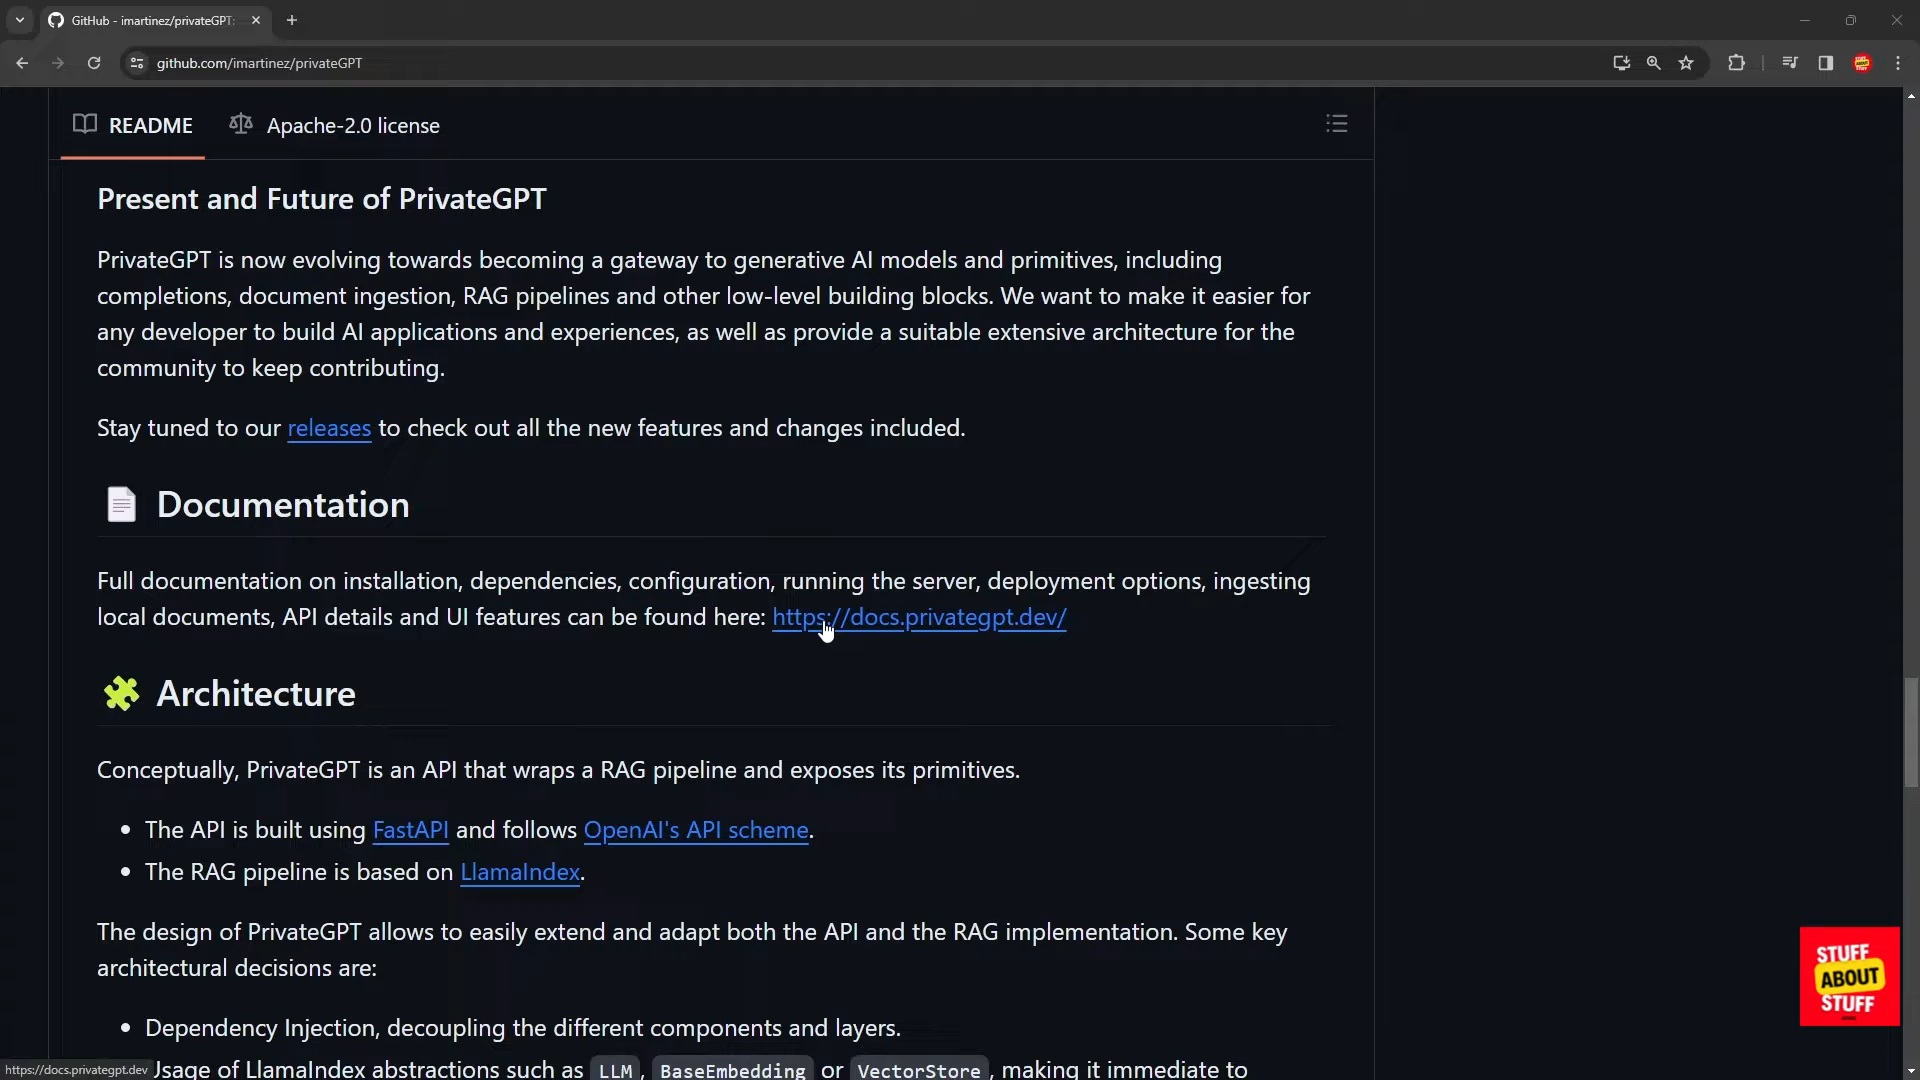 GitHub - imartinez/privateGPT:
github.com/imartinez/privateGPT
README
Apache-2.0 license
Present and Future of PrivateGPT
PrivateGPT is now evolving towards becoming a gateway to generative AI models and primitives, including
completions, document ingestion, RAG pipelines and other low-level building blocks. We want to make it easier for
any developer to build AI applications and experiences, as well as provide a suitable extensive architecture for the
community to keep contributing.
Stay tuned to our releases to check out all the new features and changes included.
Documentation
Full documentation on installation, dependencies, configuration, running the server, deployment options, ingesting
local documents, API details and UI features can be found here: https://docs.privategpt.dev/
Architecture
Conceptually, PrivateGPT is an API that wraps a RAG pipeline and exposes its primitives.
• The API is built using FastAPI and follows OpenAI's API scheme.
• The RAG pipeline is based on LlamaIndex.
The design of PrivateGPT allows to easily extend and adapt both the API and the RAG implementation. Some key
architectural decisions are:
• Dependency Injection, decoupling the different components and layers.
Usage of LlamaIndex abstractions such as LLM, BaseEmbedding or VectorStore, making it immediate to
https://docs.privategpt.dev
STUFF
ABOUT
STUFF